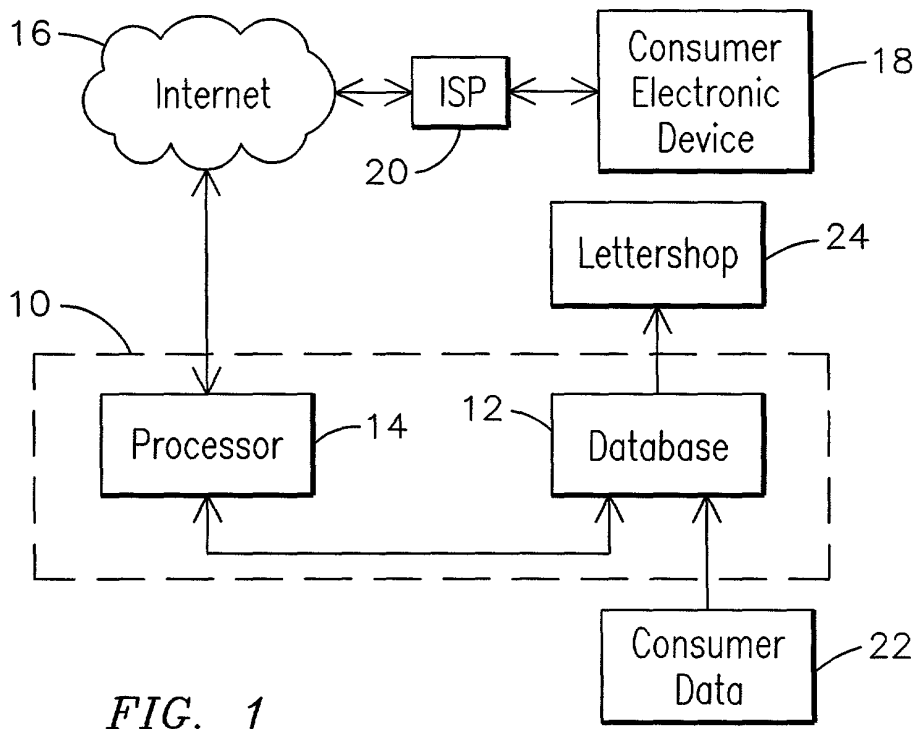 16
Internet
ISP
20
Consumer
Electronic
Device
18
Lettershop
24
10
Processor
14
12
Database
Consumer
Data
22
FIG. 1